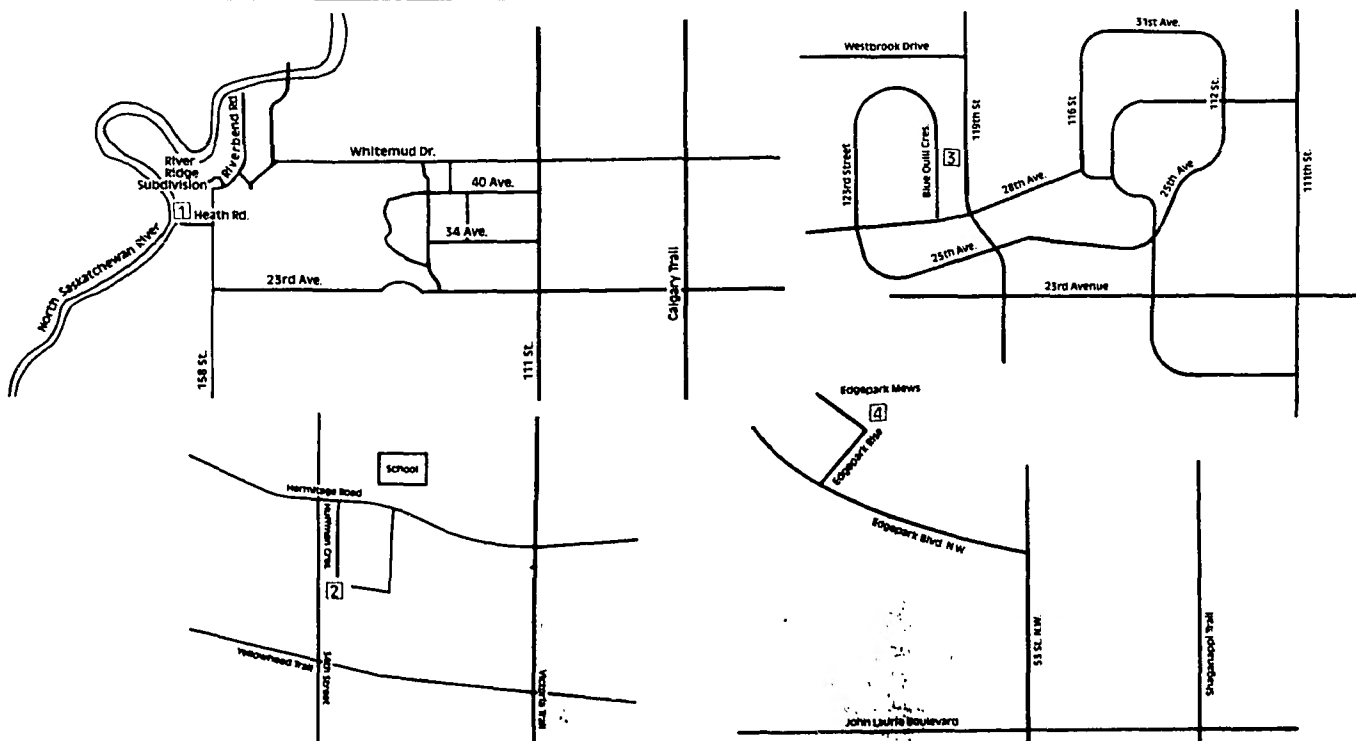 River
Ridge
Subdivision
Riverbend Rd
Whitemud Dr.
40 Ave.
1
Heath Rd.
34 Ave.
North Saskatchewan River
23rd Ave.
158 St.
111 St.
Calgary Trail
Westbrook Drive
31st Ave.
119th St
116 St
112 St.
123rd Street
Blue Quill Cres.
3
28th Ave.
25th Ave
111th St.
25th Ave.
23rd Avenue
School
Hermitage Road
Huffman Cres.
2
Yellowhead Trail
54th Street
Victoria Trail
Edgepark Mews
4
Edgepark Rise
Edgepark Blvd N W
53 St. N.W.
Shaganappi Trail
John Laurie Boulevard